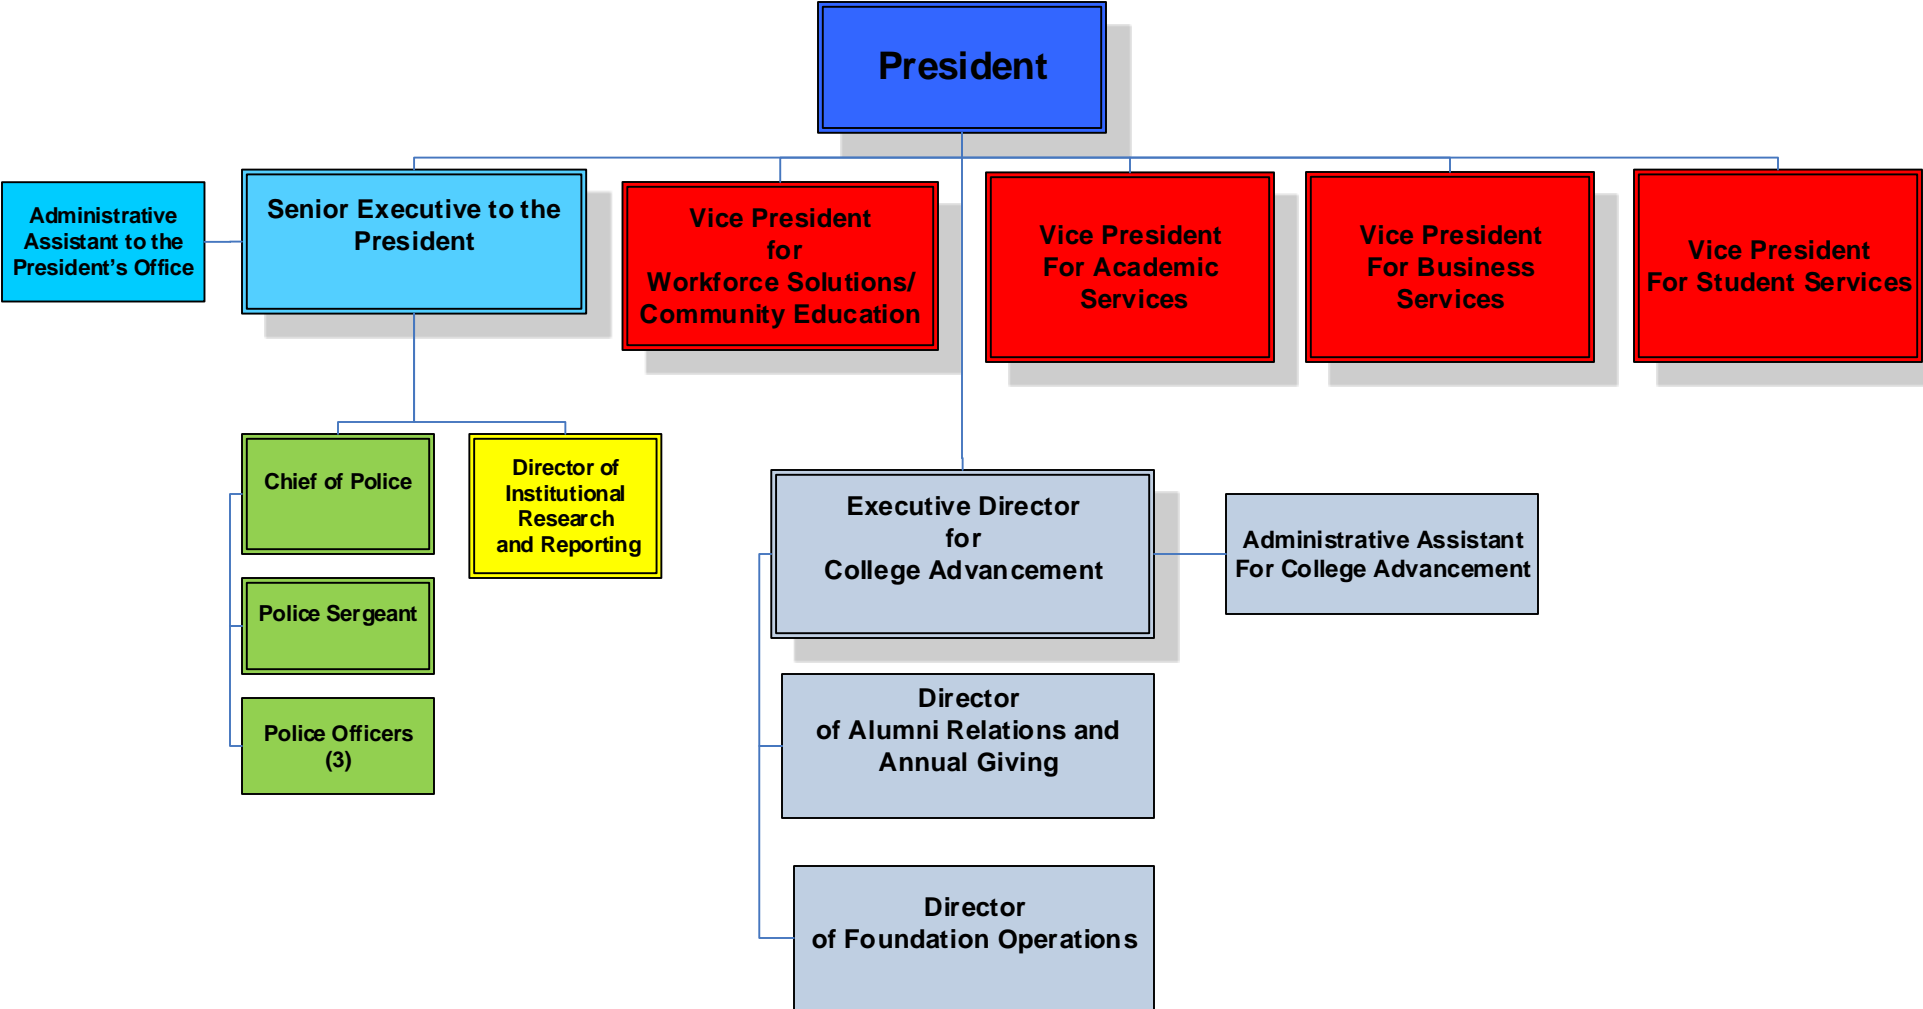 President
Administrative
Assistant to the
President’s Office
Senior Executive to the
President
Vice President
for
Workforce Solutions/
Community Education
Vice President
For Academic
Services
Vice President
For Business
Services
Vice President
For Student Services
Chief of Police
Director of
Institutional
Research
and Reporting
Police Sergeant
Police Officers
(3)
Executive Director
for
College Advancement
Administrative Assistant
For College Advancement
Director
of Alumni Relations and
Annual Giving
Director
of Foundation Operations